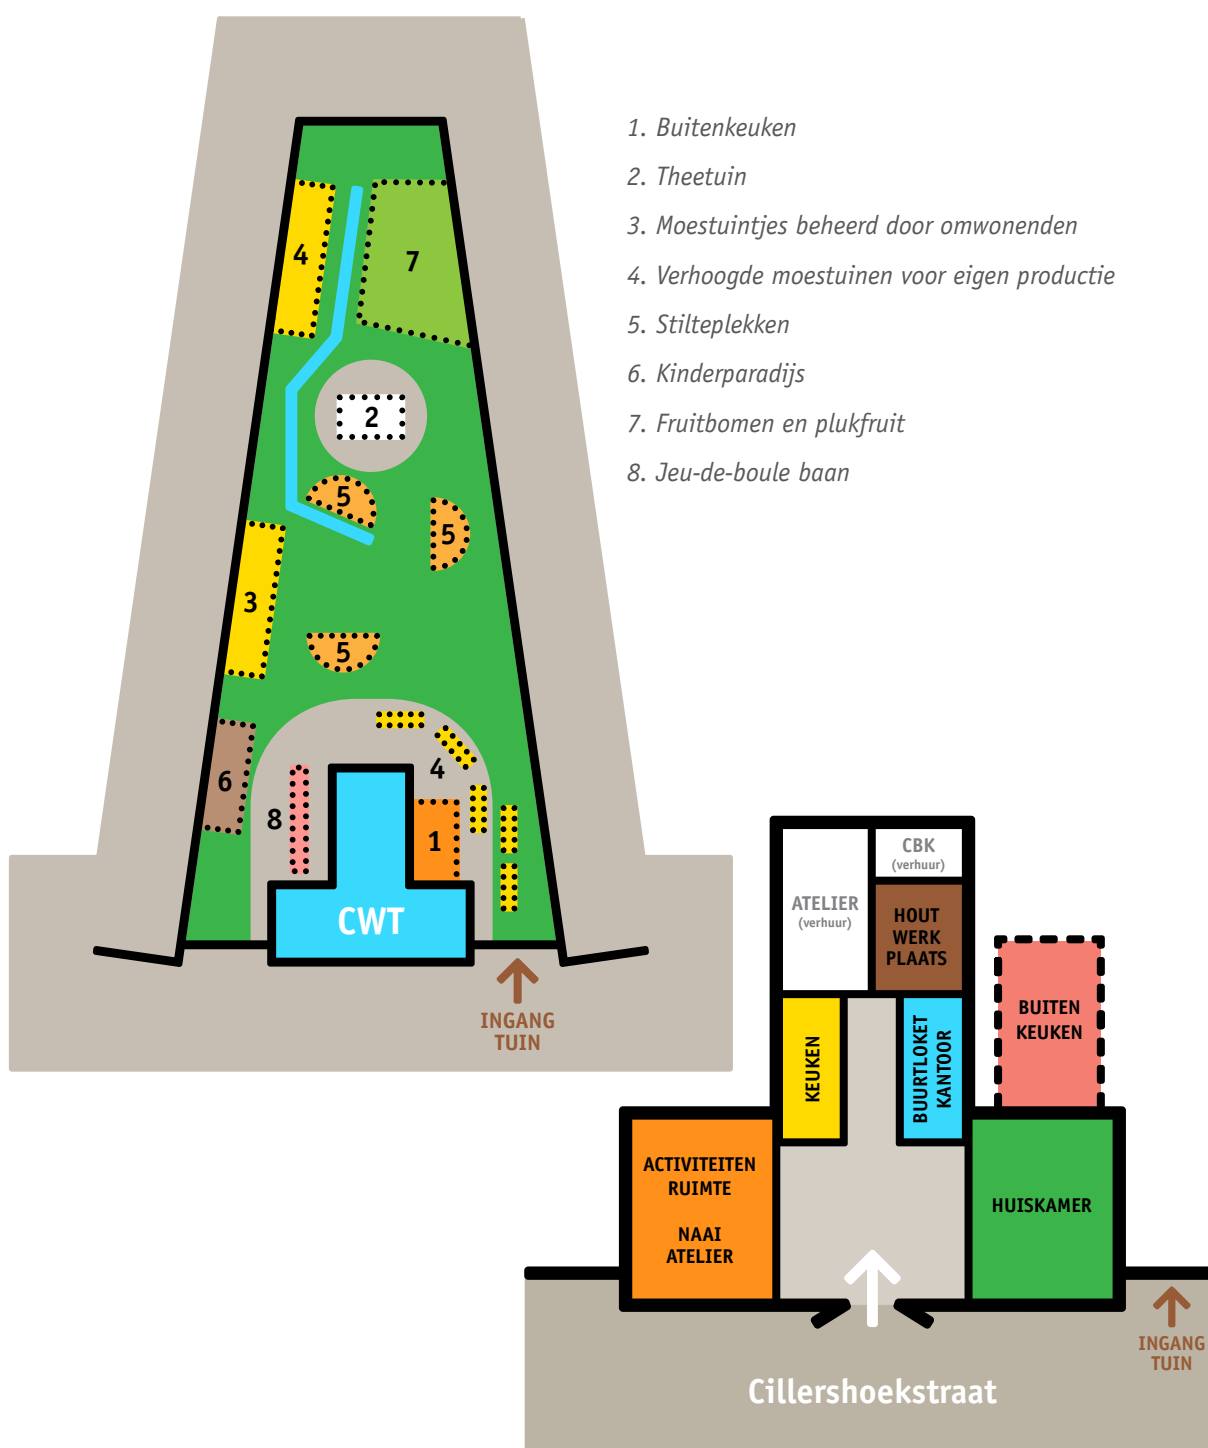 1. Buitenkeuken
2. Theetuin
3. Moestuintjes beheerd door omwonenden
4. Verhoogde moestuinen voor eigen productie
5. Stilteplekken
6. Kinderparadijs
7. Fruitbomen en plukfruit
8. Jeu-de-boule baan
4
7
2
5
5
3
5
6
4
8
1
CWT
INGANG
TUIN
CBK
(verhuur)
ATELIER
(verhuur)
HOUT
WERK
PLAATS
BUITEN
KEUKEN
KEUKEN
BUURTLOKET
KANTOOR
ACTIVITEITEN
RUIMTE
NAAI
ATELIER
HUISKAMER
INGANG
TUIN
Cillershoekstraat